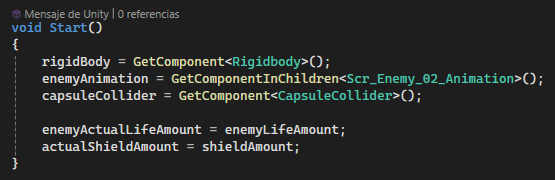 Mensaje de Unity | 0 referencias
void Start()
{
rigidBody = GetComponent<Rigidbody>();
enemyAnimation = GetComponentInChildren<Scr_Enemy_02_Animation>();
capsuleCollider = GetComponent<CapsuleCollider>();
enemyActualLifeAmount = enemyLifeAmount;
actualShieldAmount = shieldAmount;
}